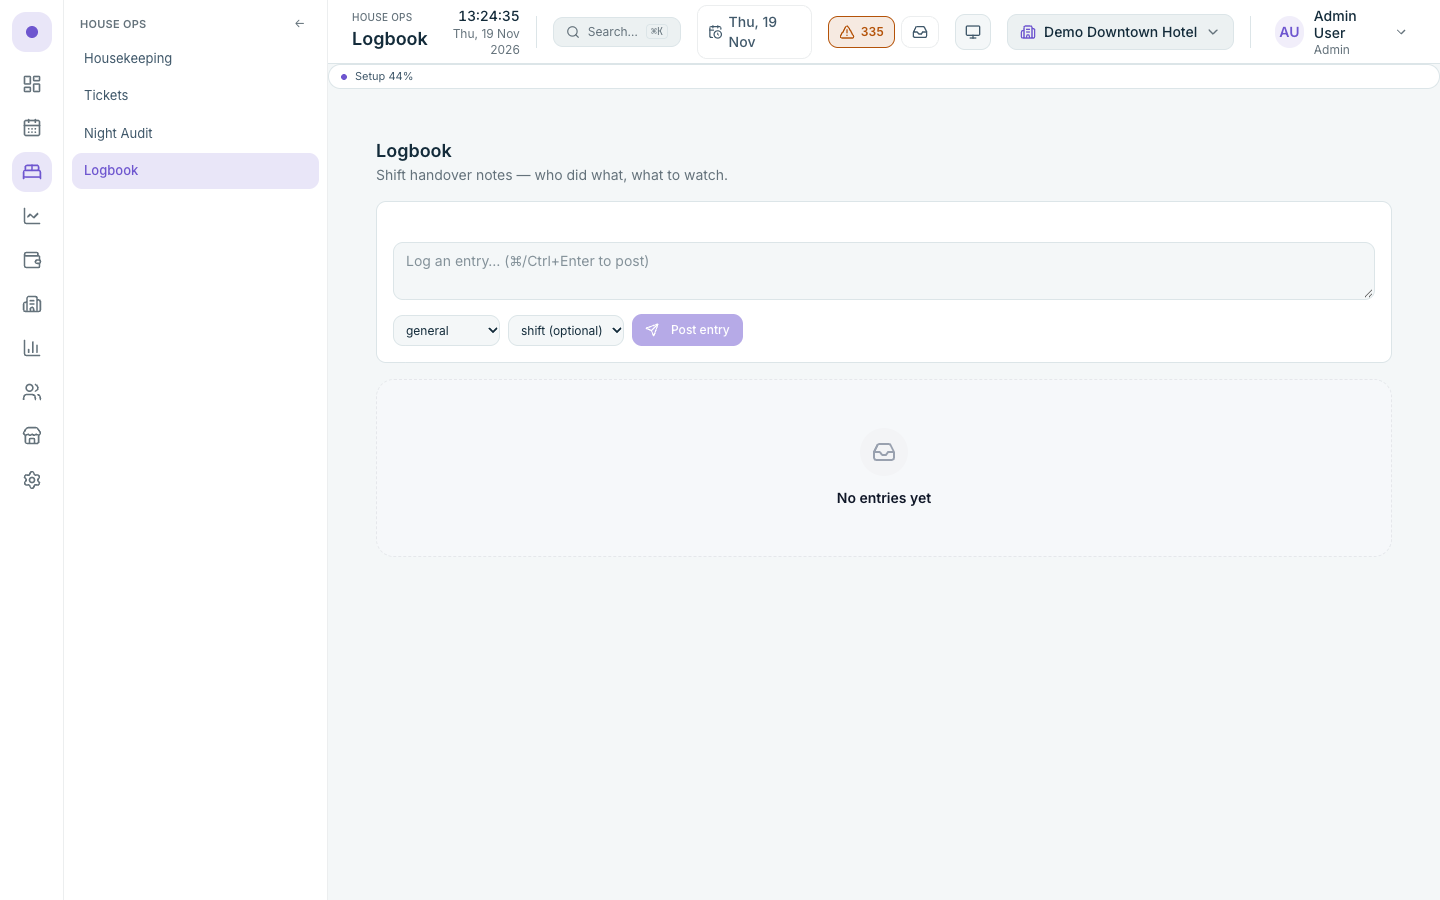 HOUSE OPS
Housekeeping
Tickets
Night Audit
Logbook
HOUSE OPS
Logbook
13:24:35
Thu, 19 Nov
2026
Search... ⌘K
Thu, 19
Nov
335
Demo Downtown Hotel
AU
Admin
User
Admin
Setup 44%
Logbook
Shift handover notes — who did what, what to watch.
Log an entry... (⌘/Ctrl+Enter to post)
general
shift (optional)
Post entry
No entries yet